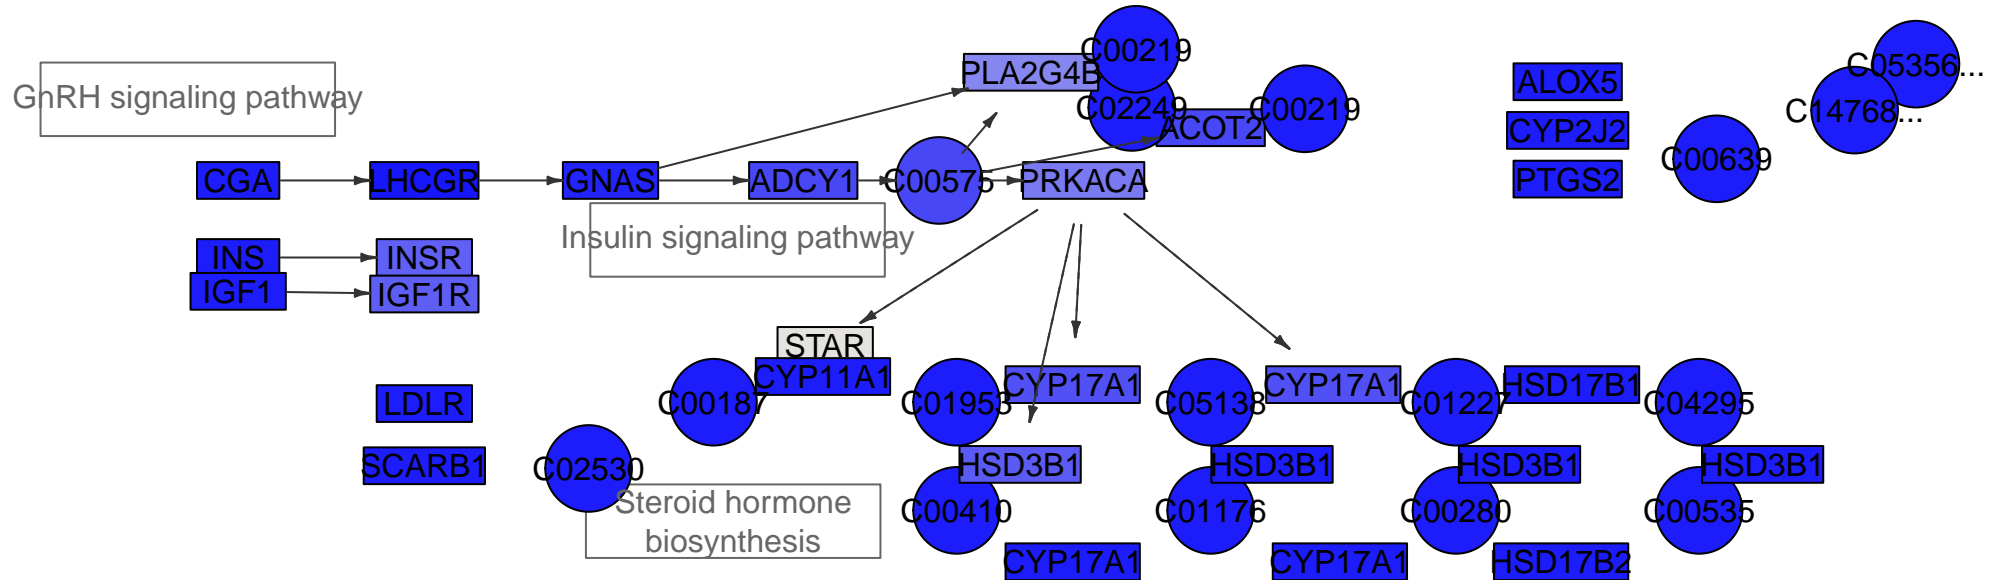 C00219
C05356...
PLA2G4B
ALOX5
GnRH signaling pathway
C02249
C00219
C14768...
ACOT2
CYP2J2
C00639
CGA
LHCGR
GNAS
ADCY1
C00575
PRKACA
PTGS2
Insulin signaling pathway
INS
INSR
IGF1
IGF1R
STAR
CYP11A1
CYP17A1
CYP17A1
HSD17B1
LDLR
C00187
C01953
C05138
C01227
C04295
SCARB1
C02530
HSD3B1
HSD3B1
HSD3B1
HSD3B1
Steroid hormone
biosynthesis
C00410
C01176
C00280
C00535
CYP17A1
CYP17A1
HSD17B2